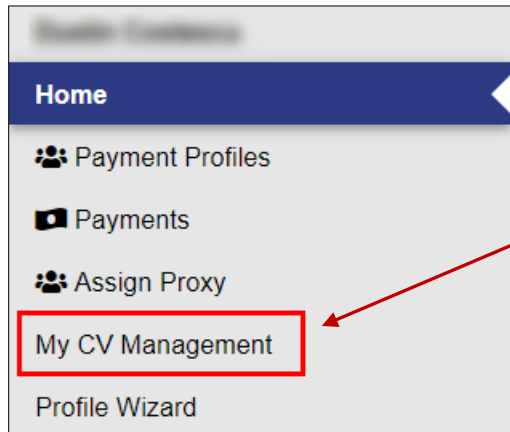 Home
Payment Profiles
Payments
Assign Proxy
My CV Management
Profile Wizard